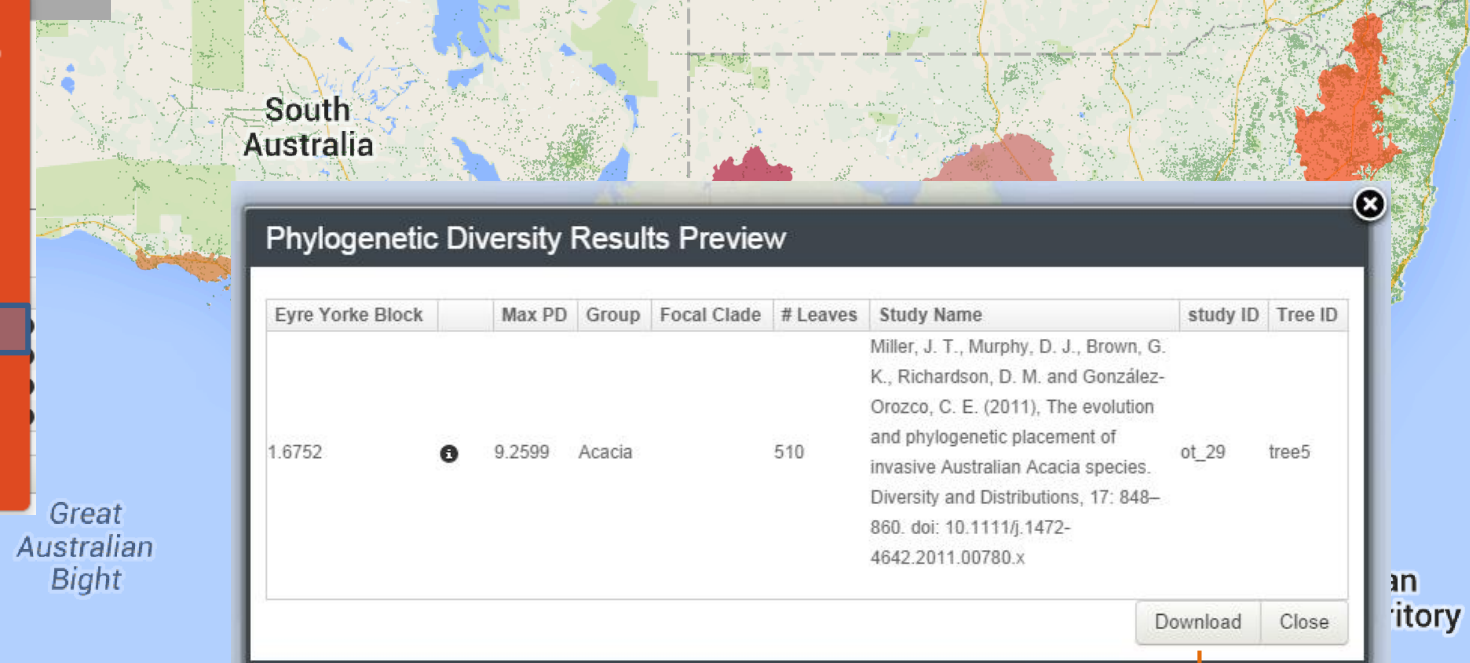 South
Australia
Phylogenetic Diversity Results Preview
Eyre Yorke Block Max PD Group Focal Clade # Leaves Study Name study ID Tree ID
Miller, J. T., Murphy, D. J., Brown, G.
K., Richardson, D. M. and González-
Orozco, C. E. (2011), The evolution
and phylogenetic placement of
1.6752 9.2599 Acacia 510 invasive Australian Acacia species. ot_29 tree5
Diversity and Distributions, 17: 848–
860. doi: 10.1111/j.1472-
4642.2011.00780.x
Download Close
Great
Australian
Bight
an
itory